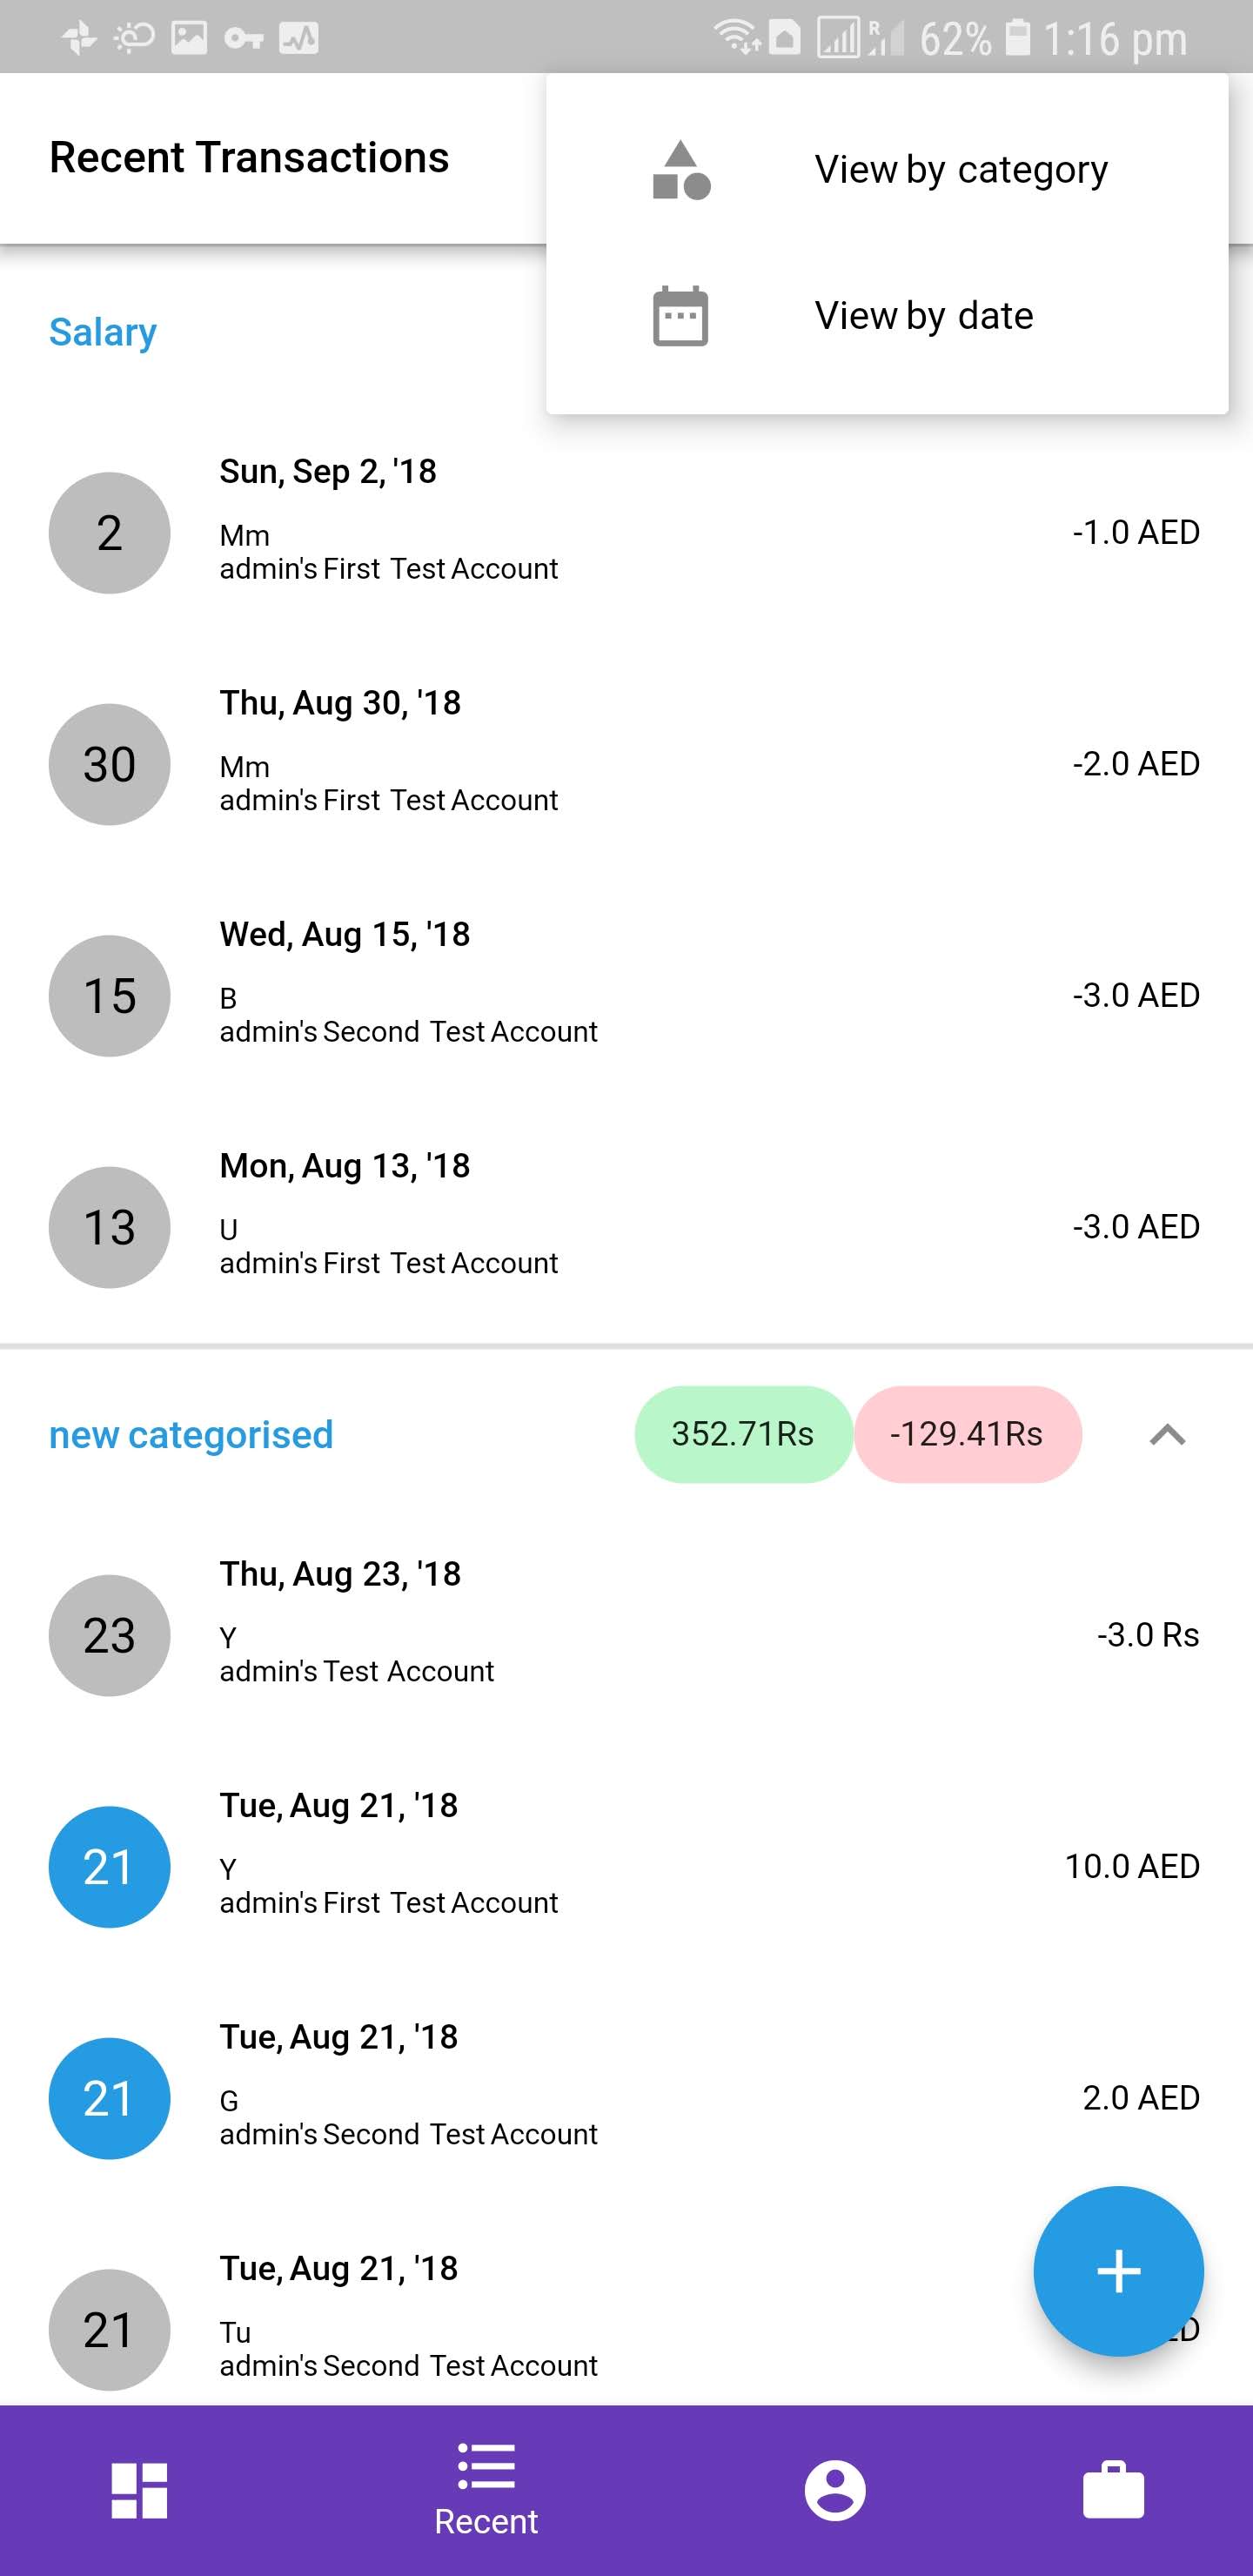 62% 1:16 pm
Recent Transactions
View by category
View by date
Salary
Sun, Sep 2, '18
2
Mm
admin's First Test Account
-1.0 AED
Thu, Aug 30, '18
30
Mm
admin's First Test Account
-2.0 AED
Wed, Aug 15, '18
15
B
admin's Second Test Account
-3.0 AED
Mon, Aug 13, '18
13
U
admin's First Test Account
-3.0 AED
new categorised
352.71Rs
-129.41Rs
Thu, Aug 23, '18
23
Y
admin's Test Account
-3.0 Rs
Tue, Aug 21, '18
21
Y
admin's First Test Account
10.0 AED
Tue, Aug 21, '18
21
G
admin's Second Test Account
2.0 AED
Tue, Aug 21, '18
21
Tu
admin's Second Test Account
Recent